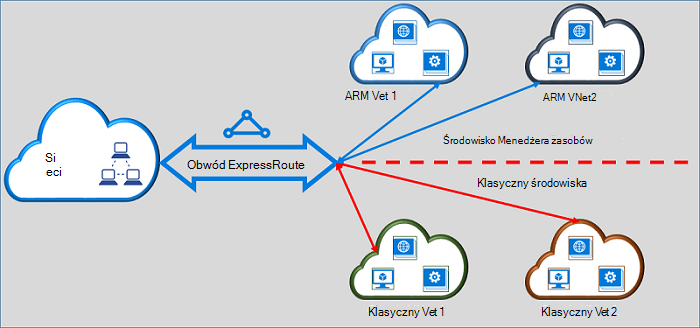 ARM Vet 1
ARM VNet2
Środowisko Menedżera zasobów
Si
eci
Obwód ExpressRoute
Klasyczny środowiska
Klasyczny Vet 1
Klasyczny Vet 2